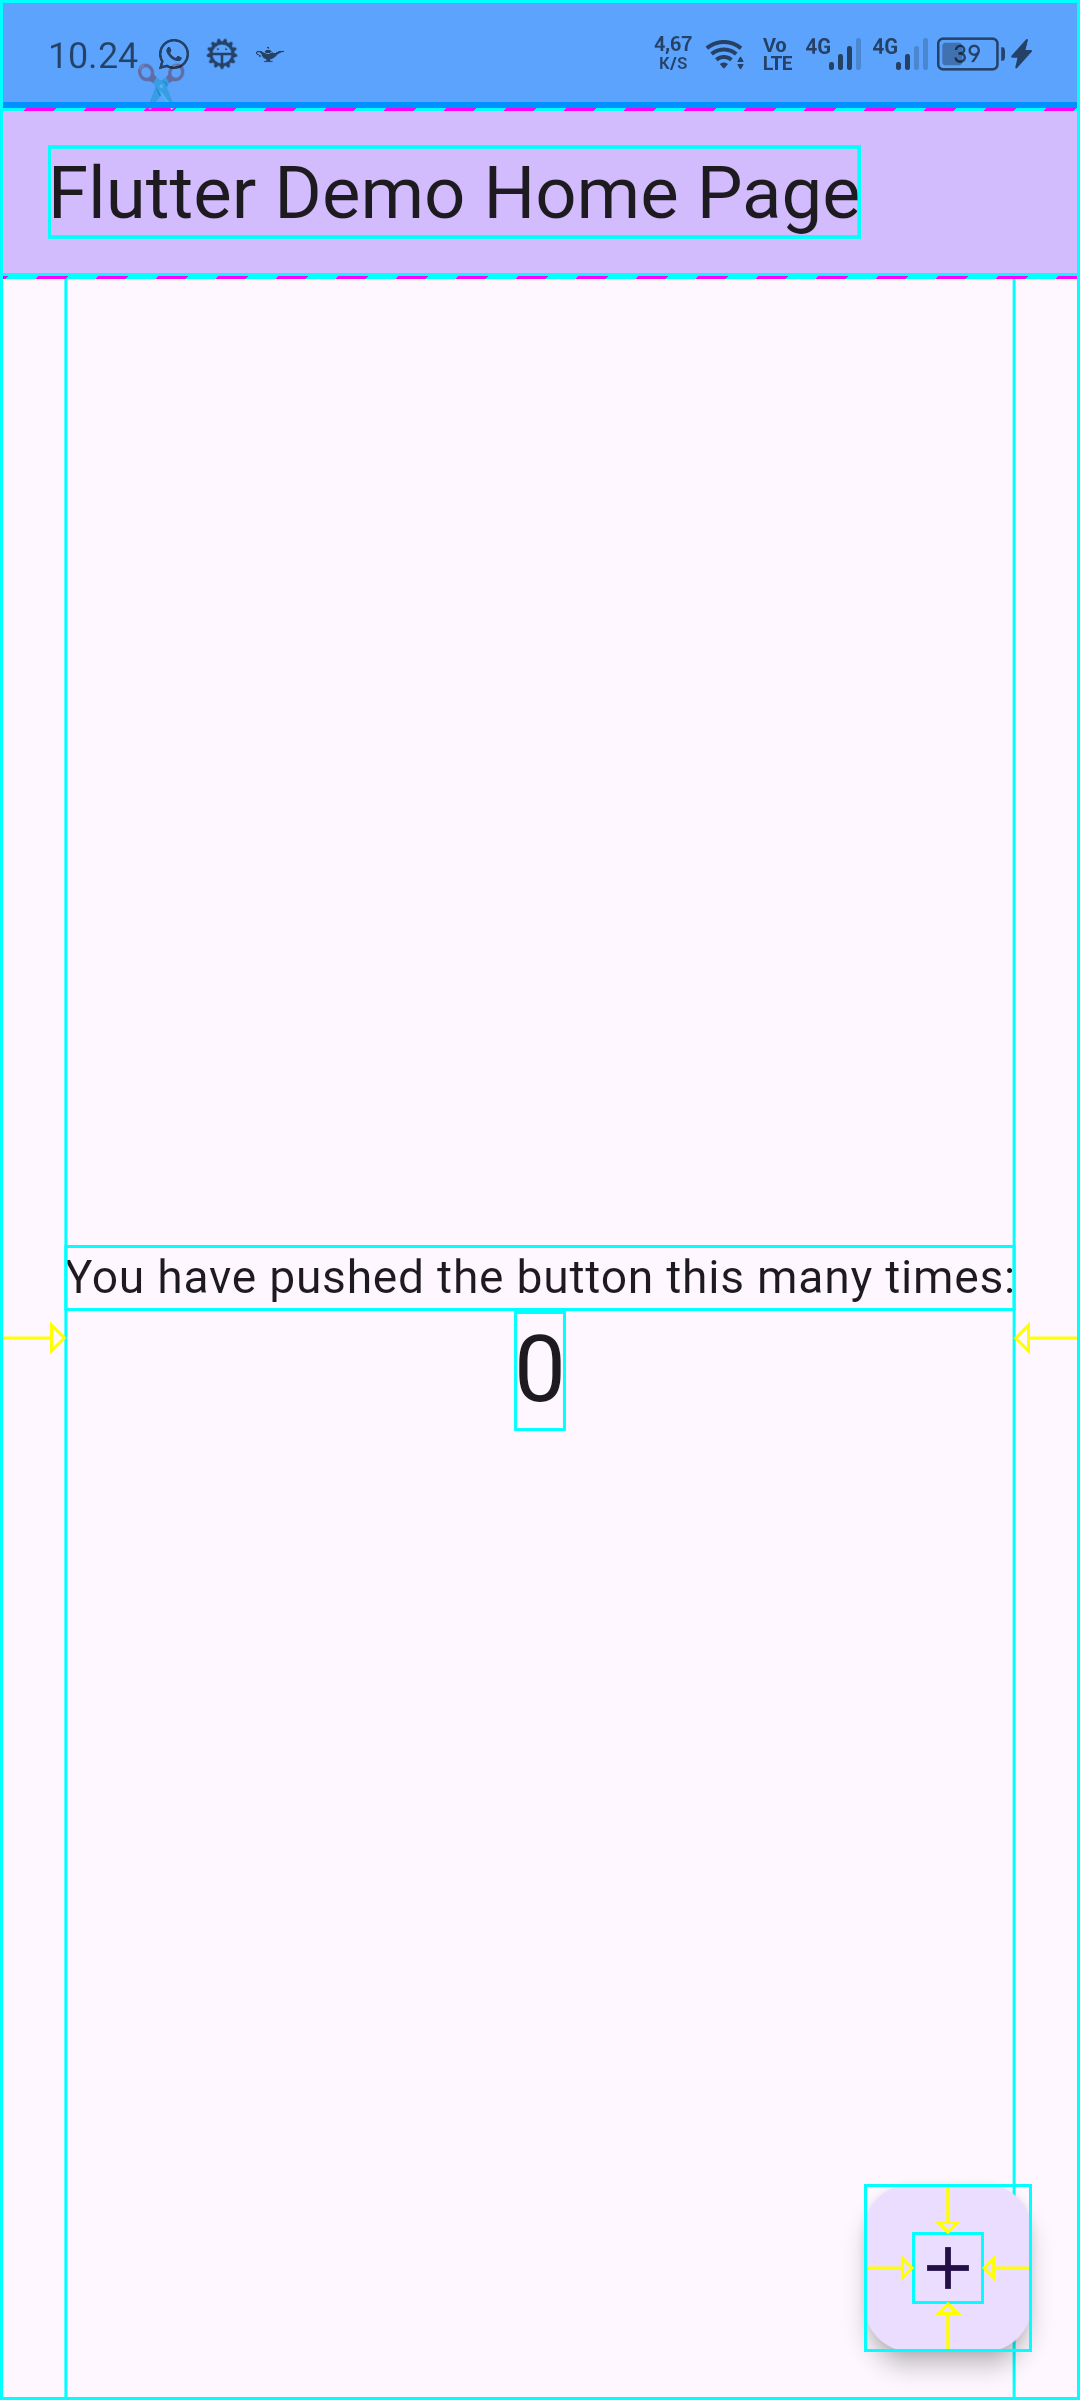 10.24
4,67
K/S
Vo
LTE
4G
4G
39
Flutter Demo Home Page
You have pushed the button this many times:
0